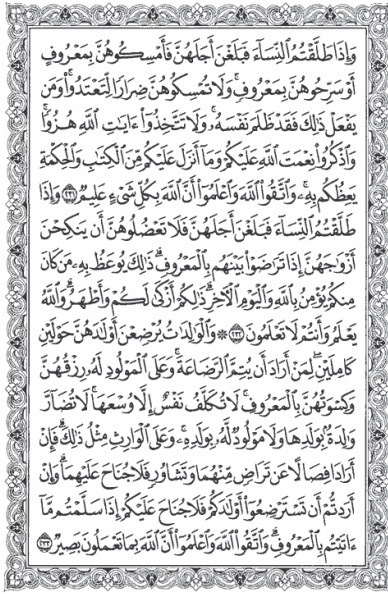 وَإِذَا طَلَّقْتُمُ ٱلنِّسَآءَ فَبَلَغْنَ أَجَلَهُنَّ فَأَمْسِكُوهُنَّ بِمَعْرُوفٍ
أَوْ سَرِّحُوهُنَّ بِمَعْرُوفٍۢ ۚ وَلَا تُمْسِكُوهُنَّ ضِرَارًا لِّتَعْتَدُوا۟ ۚ وَمَن
يَفْعَلْ ذَٰلِكَ فَقَدْ ظَلَمَ نَفْسَهُۥ ۚ وَلَا تَتَّخِذُوٓا۟ ءَايَٰتِ ٱللَّهِ هُزُوًا ۚ
وَٱذْكُرُوا۟ نِعْمَتَ ٱللَّهِ عَلَيْكُمْ وَمَآ أَنزَلَ عَلَيْكُم مِّنَ ٱلْكِتَٰبِ وَٱلْحِكْمَةِ
يَعِظُكُم بِهِۦ ۚ وَٱتَّقُوا۟ ٱللَّهَ وَٱعْلَمُوٓا۟ أَنَّ ٱللَّهَ بِكُلِّ شَىْءٍ عَلِيمٌ ٢٣١ وَإِذَا
طَلَّقْتُمُ ٱلنِّسَآءَ فَبَلَغْنَ أَجَلَهُنَّ فَلَا تَعْضُلُوهُنَّ أَن يَنكِحْنَ
أَزْوَٰجَهُنَّ إِذَا تَرَٰضَوْا۟ بَيْنَهُم بِٱلْمَعْرُوفِ ۗ ذَٰلِكَ يُوعَظُ بِهِۦ مَن كَانَ
مِنكُمْ يُؤْمِنُ بِٱللَّهِ وَٱلْيَوْمِ ٱلْءَاخِرِ ۗ ذَٰلِكُمْ أَزْكَىٰ لَكُمْ وَأَطْهَرُ ۗ وَٱللَّهُ
يَعْلَمُ وَأَنتُمْ لَا تَعْلَمُونَ ٢٣٢ ۞ وَٱلْوَٰلِدَٰتُ يُرْضِعْنَ أَوْلَٰدَهُنَّ حَوْلَيْنِ
كَامِلَيْنِ ۖ لِمَنْ أَرَادَ أَن يُتِمَّ ٱلرَّضَاعَةَ ۚ وَعَلَى ٱلْمَوْلُودِ لَهُۥ رِزْقُهُنَّ
وَكِسْوَتُهُنَّ بِٱلْمَعْرُوفِ ۚ لَا تُكَلَّفُ نَفْسٌ إِلَّا وُسْعَهَا ۚ لَا تُضَآرَّ
وَٰلِدَةٌۢ بِوَلَدِهَا وَلَا مَوْلُودٌ لَّهُۥ بِوَلَدِهِۦ ۚ وَعَلَى ٱلْوَارِثِ مِثْلُ ذَٰلِكَ ۗ فَإِنْ
أَرَادَا فِصَالًا عَن تَرَاضٍ مِّنْهُمَا وَتَشَاوُرٍ فَلَا جُنَاحَ عَلَيْهِمَا ۗ وَإِنْ
أَرَدتُّمْ أَن تَسْتَرْضِعُوٓا۟ أَوْلَٰدَكُمْ فَلَا جُنَاحَ عَلَيْكُمْ إِذَا سَلَّمْتُم مَّآ
ءَاتَيْتُم بِٱلْمَعْرُوفِ ۗ وَٱتَّقُوا۟ ٱللَّهَ وَٱعْلَمُوٓا۟ أَنَّ ٱللَّهَ بِمَا تَعْمَلُونَ بَصِيرٌ ٢٣٣